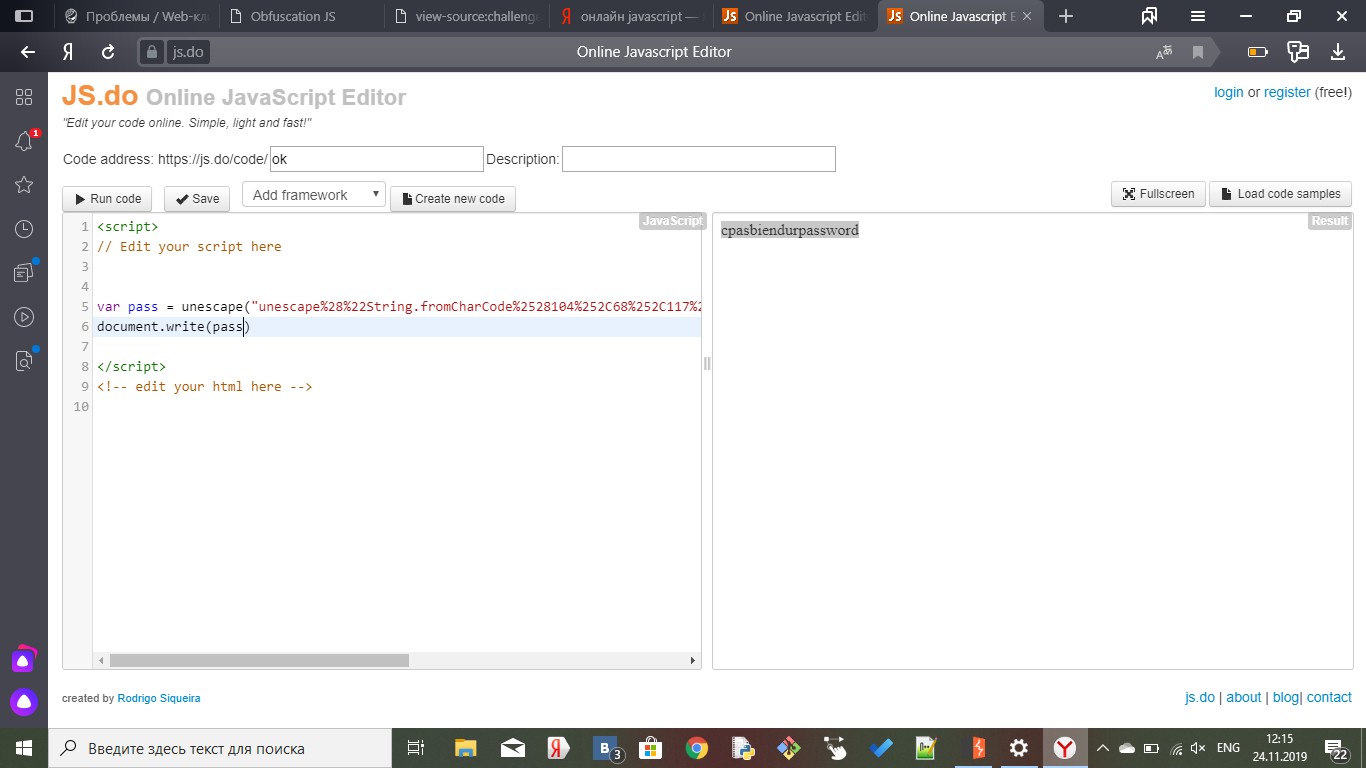 Проблемы / Web-кл
Obfuscation JS
view-source:challenge
онлайн javascript —
Online Javascript Edi
Online Javascript E
js.do
Online Javascript Editor
1
JS.do Online JavaScript Editor
login or register (free!)
"Edit your code online. Simple, light and fast!"
Code address: https://js.do/code/ ok Description:
Run code Save Add framework Create new code Fullscreen Load code samples
JavaScript
Result
1 <script>
2 // Edit your script here
3
4
5 var pass = unescape("unescape%28%22String.fromCharCode%2528104%252C68%252C117%2
6 document.write(pass)
7
8 </script>
9 <!-- edit your html here -->
10
cpasbiendurpassword
created by Rodrigo Siqueira
js.do | about | blog| contact
Введите здесь текст для поиска
3
ENG
12:15
24.11.2019
22